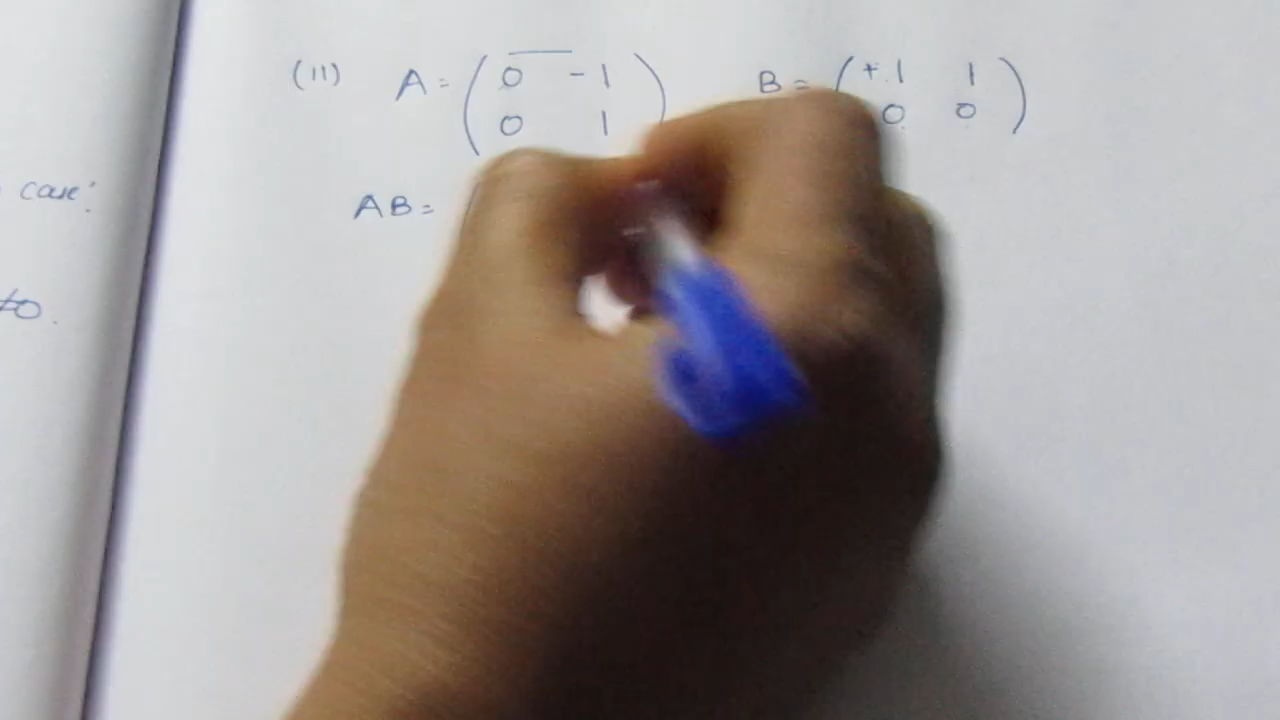 (11) A = ( 0 -1 B = ( + 1 1
0 1 ) 0 0 )
case:
AB = (
≠0.